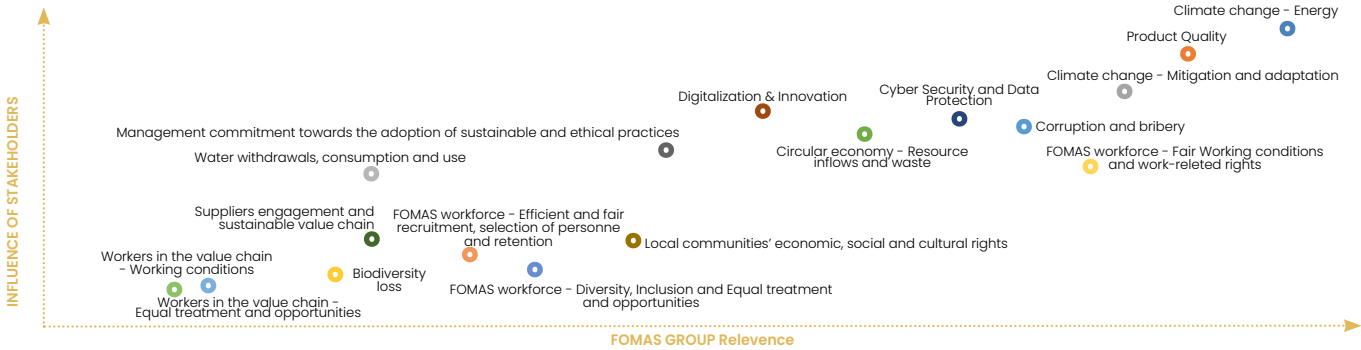 Climate change - Energy
Product Quality
Climate change - Mitigation and adaptation
Digitalization & Innovation
Cyber Security and Data
Protection
Management commitment towards the adoption of sustainable and ethical practices
Corruption and bribery
Circular economy - Resource
inflows and waste
FOMAS workforce - Fair Working conditions
and work-releted rights
Water withdrawals, consumption and use
Suppliers engagement and
sustainable value chain
FOMAS workforce - Efficient and fair
recruitment, selection of personne
and retention
Local communities’ economic, social and cultural rights
Workers in the value chain
- Working conditions
Biodiversity
loss
FOMAS workforce - Diversity, Inclusion and Equal treatment
and opportunities
Workers in the value chain -
Equal treatment and opportunities
INFLUENCE OF STAKEHOLDERS
FOMAS GROUP Relevence